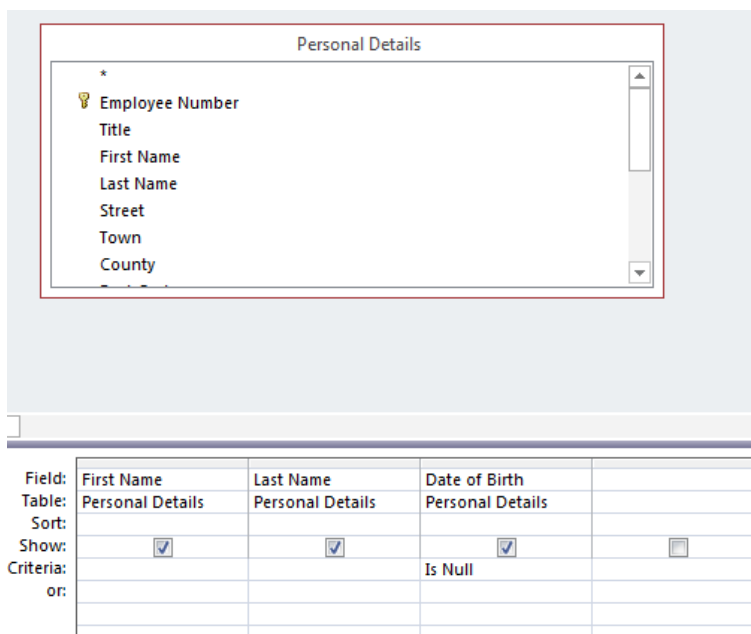 Personal Details
*
Employee Number
Title
First Name
Last Name
Street
Town
County
Field: First Name Last Name Date of Birth
Table: Personal Details Personal Details Personal Details
Sort:
Show:
Criteria: Is Null
or: